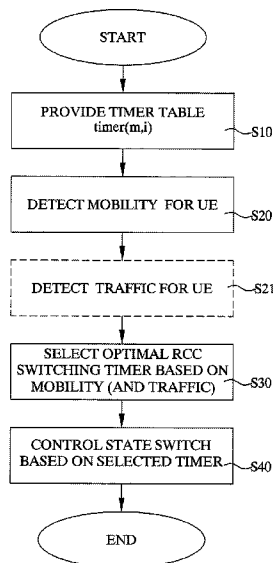 START
PROVIDE TIMER TABLE
timer(m,i)
S10
DETECT MOBILITY FOR UE
S20
DETECT TRAFFIC FOR UE
S21
SELECT OPTIMAL RCC
SWITCHING TIMER BASED ON
MOBILITY (AND TRAFFIC)
S30
CONTROL STATE SWITCH
BASED ON SELECTED TIMER
S40
END